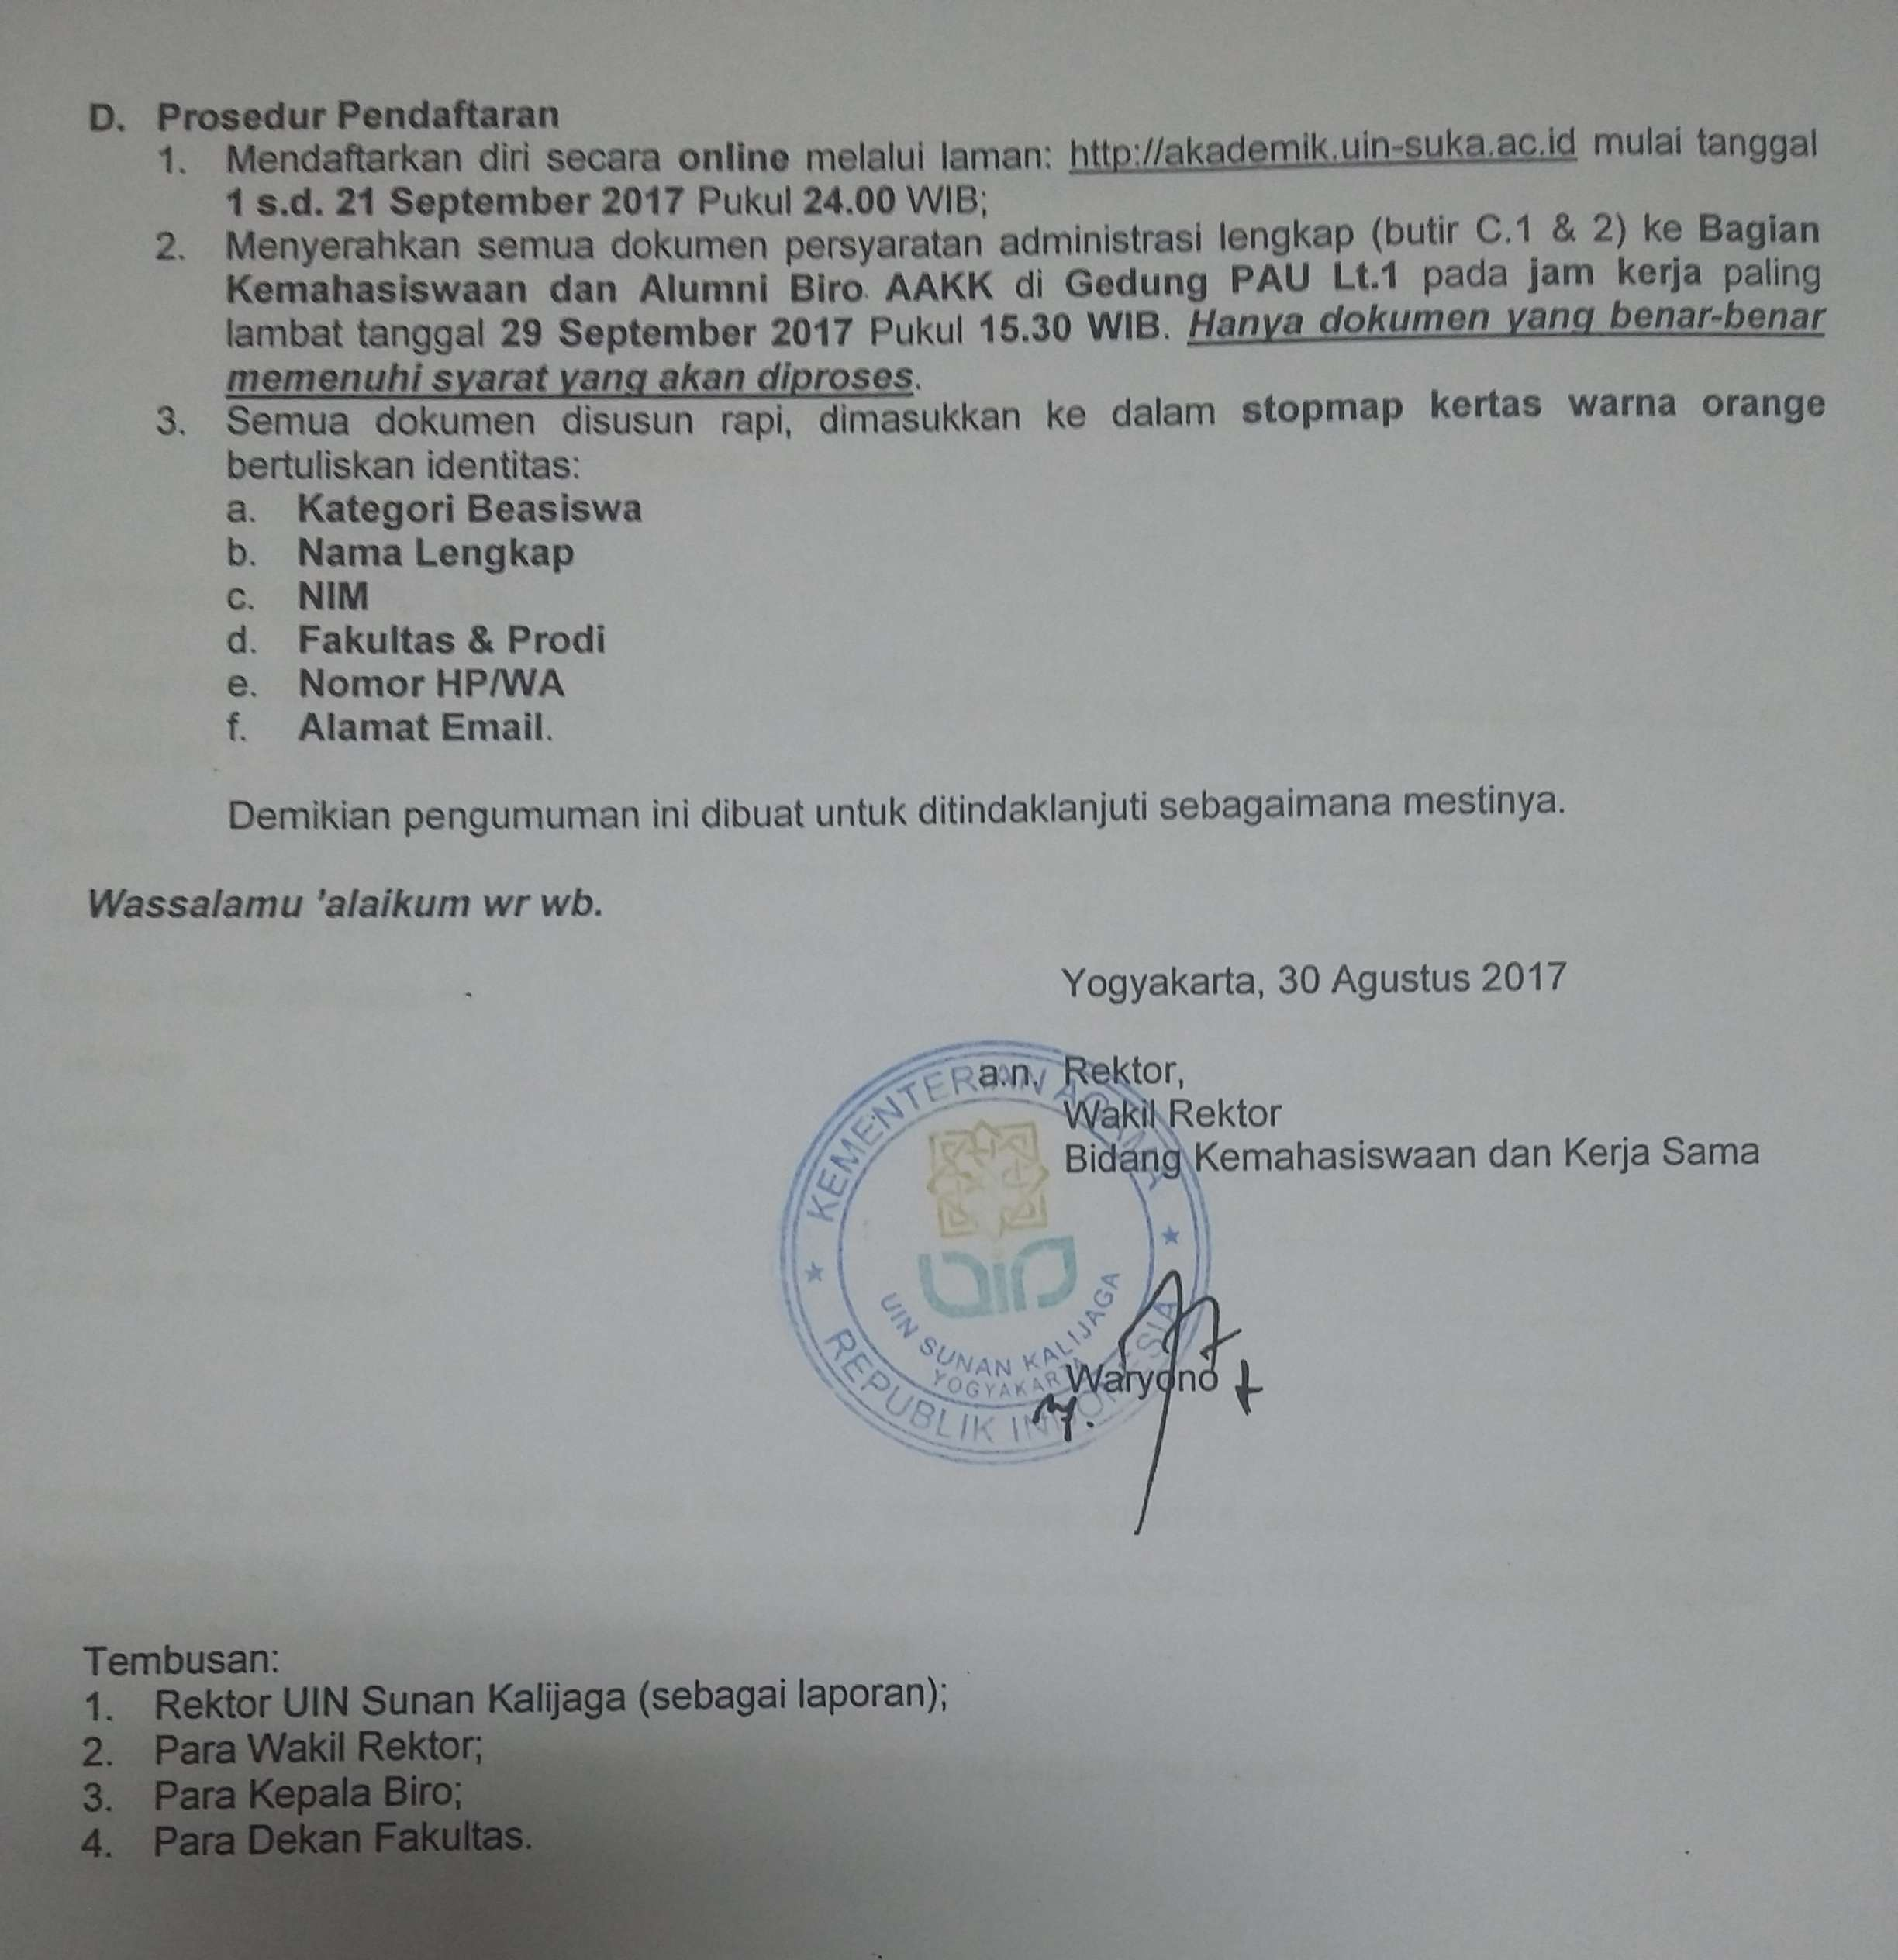 D. Prosedur Pendaftaran
1. Mendaftarkan diri secara online melalui laman: http://akademik.uin-suka.ac.id mulai tanggal
1 s.d. 21 September 2017 Pukul 24.00 WIB;
2. Menyerahkan semua dokumen persyaratan administrasi lengkap (butir C.1 & 2) ke Bagian
Kemahasiswaan dan Alumni Biro AAKK di Gedung PAU Lt.1 pada jam kerja paling
lambat tanggal 29 September 2017 Pukul 15.30 WIB. Hanya dokumen yang benar-benar
memenuhi syarat yang akan diproses.
3. Semua dokumen disusun rapi, dimasukkan ke dalam stopmap kertas warna orange
bertuliskan identitas:
a. Kategori Beasiswa
b. Nama Lengkap
c. NIM
d. Fakultas & Prodi
e. Nomor HP/WA
f. Alamat Email.
Demikian pengumuman ini dibuat untuk ditindaklanjuti sebagaimana mestinya.
Wassalamu 'alaikum wr wb.
Yogyakarta, 30 Agustus 2017
a.n. Rektor,
Wakil Rektor
Bidang Kemahasiswaan dan Kerja Sama
KEMENTERIAN AGAMA
UIN
UIN SUNAN KALIJAGA
YOGYAKARTA
REPUBLIK INDONESIA
Waryono
Tembusan:
1. Rektor UIN Sunan Kalijaga (sebagai laporan);
2. Para Wakil Rektor;
3. Para Kepala Biro;
4. Para Dekan Fakultas.